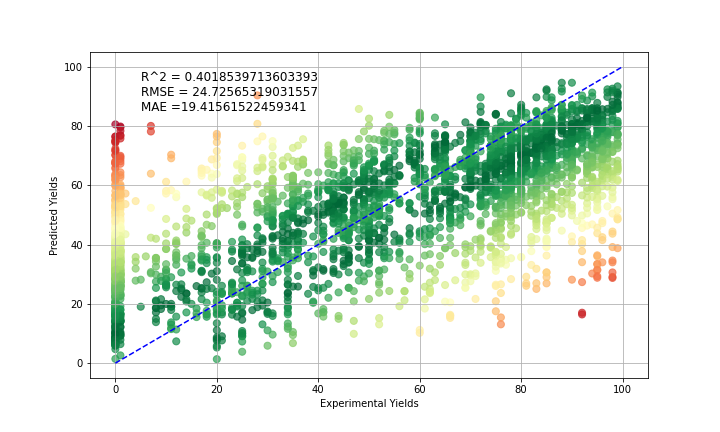 R^2 = 0.4018539713603393
RMSE = 24.72565319031557
MAE =19.41561522459341
100
80
60
40
20
0
Predicted Yields
0 20 40 60 80 100
Experimental Yields